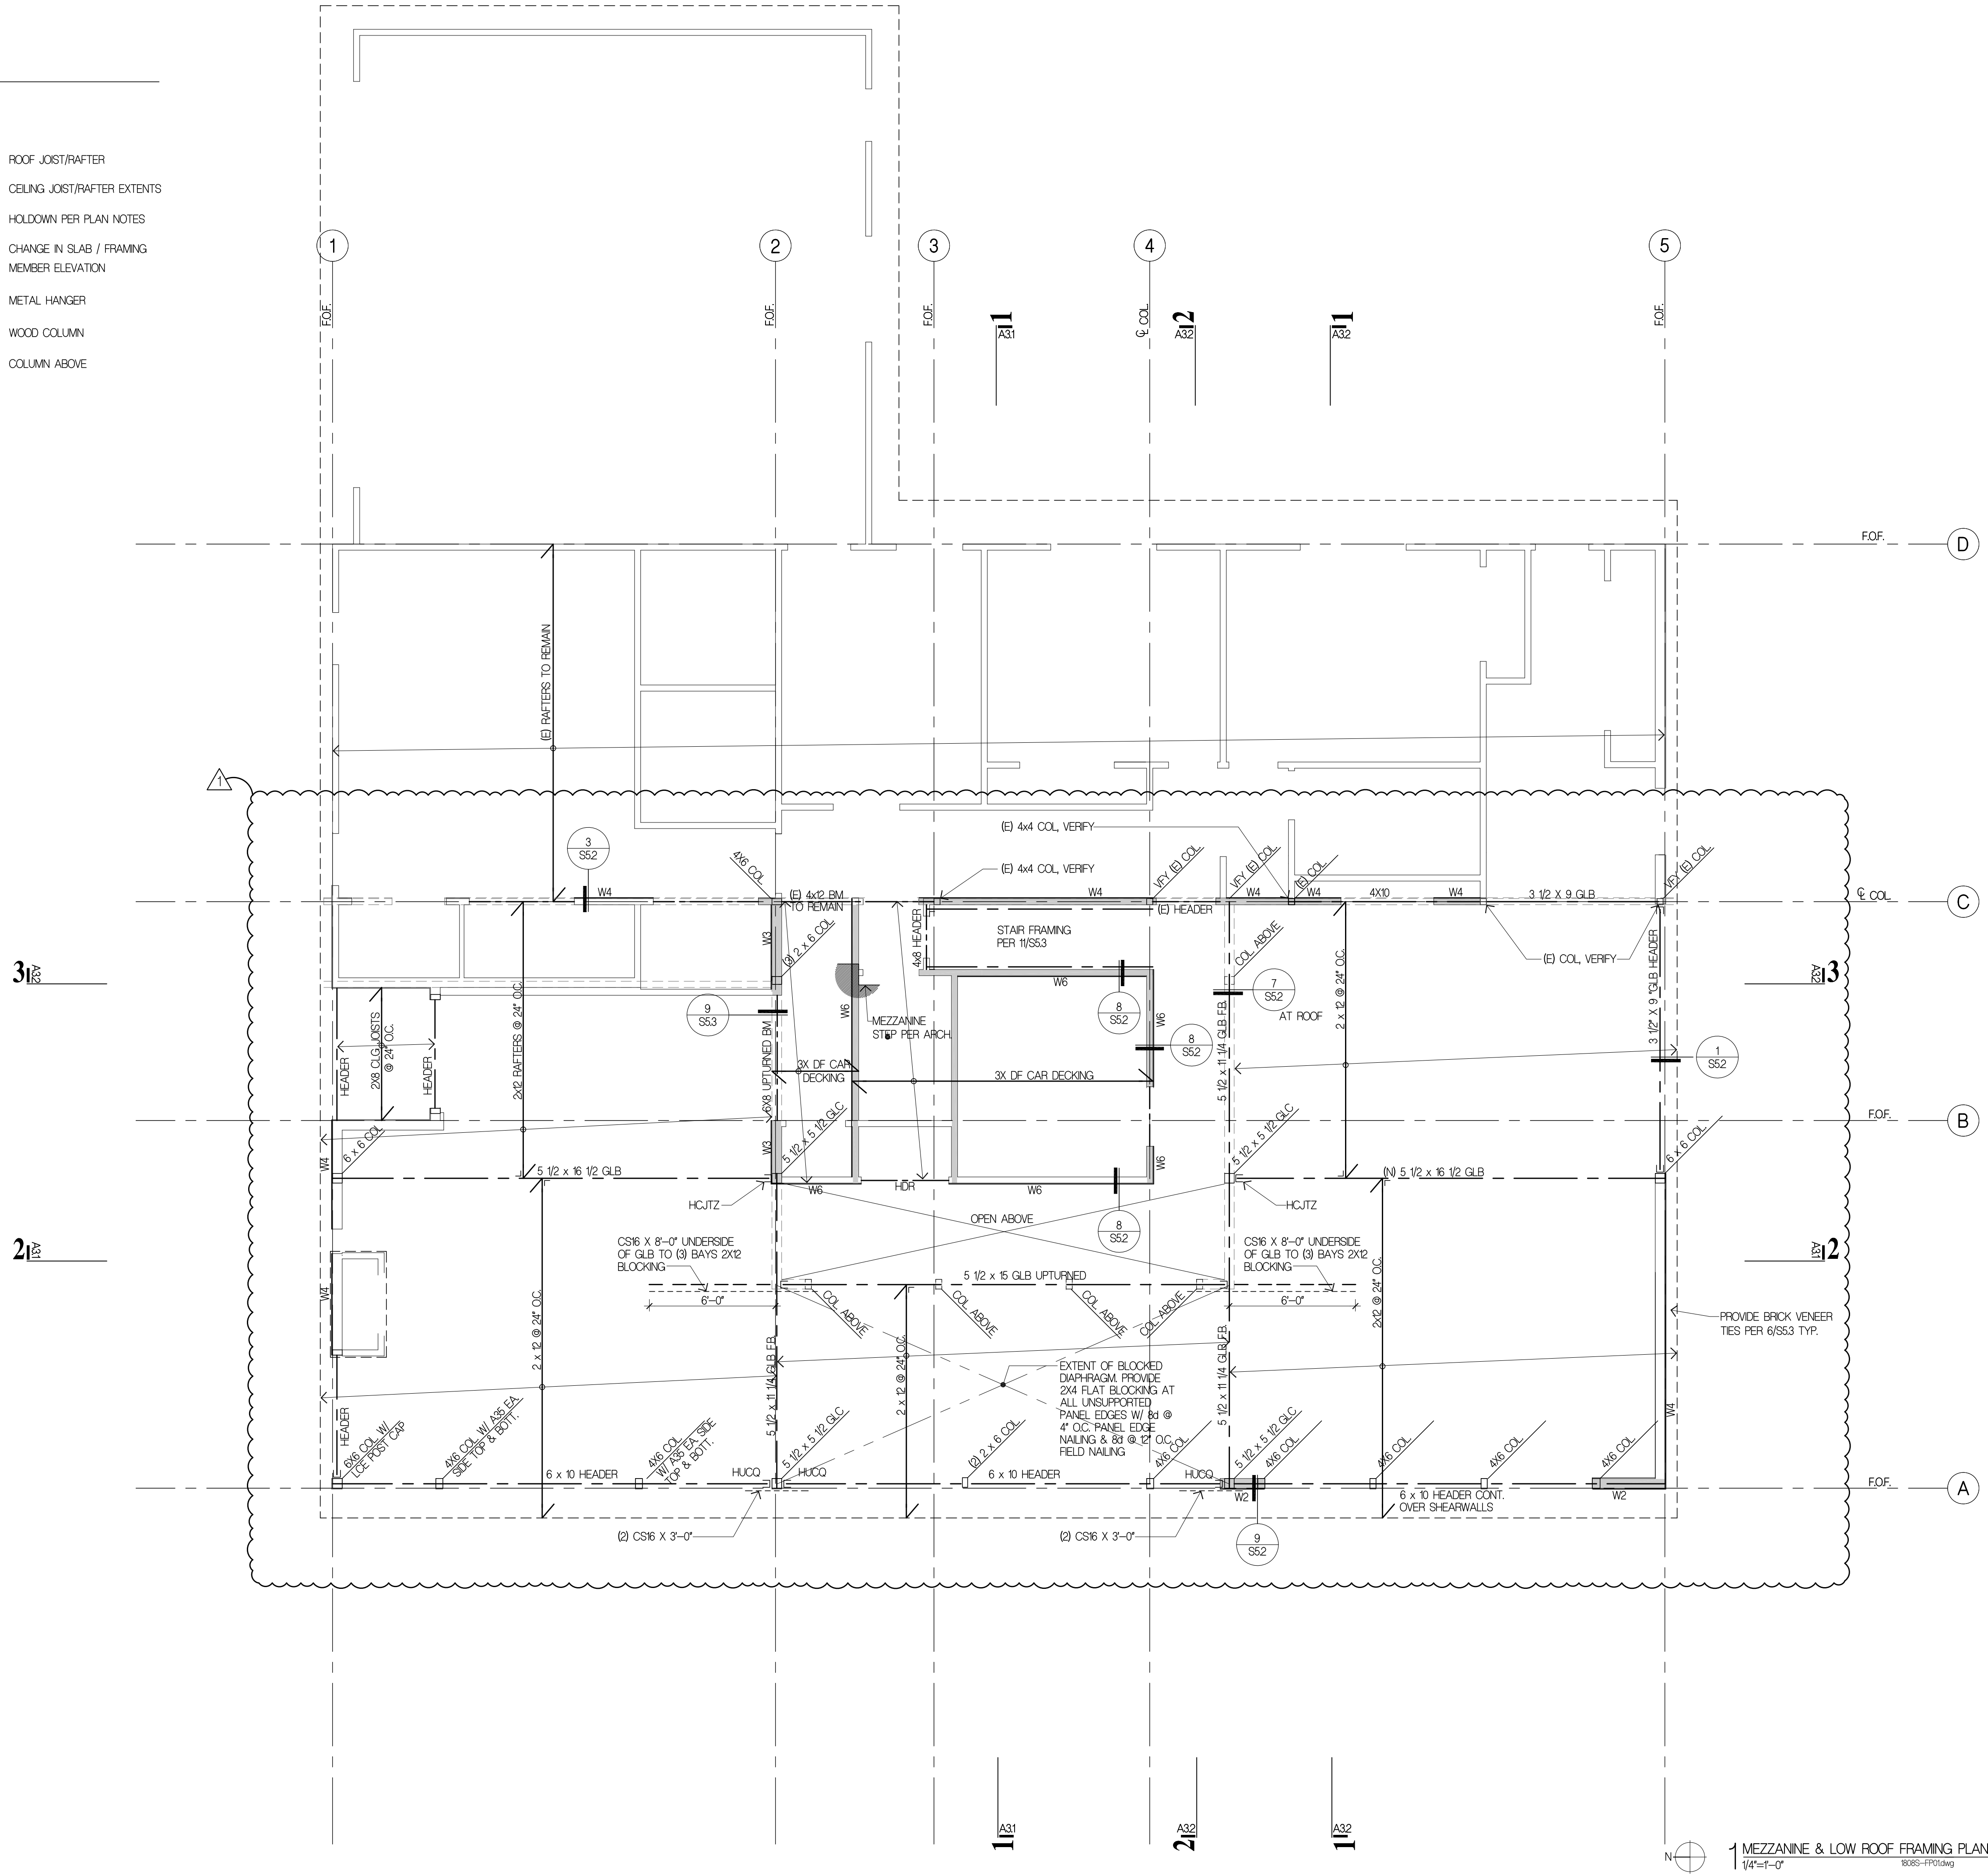 ROOF JOIST/RAFTER
CEILING JOIST/RAFTER EXTENTS
HOLDOWN PER PLAN NOTES
CHANGE IN SLAB / FRAMING
MEMBER ELEVATION
METAL HANGER
WOOD COLUMN
COLUMN ABOVE
1
2
3
4
5
F.O.F.
F.O.F.
F.O.F.
℄ COL.
F.O.F.
1
A3.1
2
A3.2
1
A3.2
F.O.F.
D
(E) RAFTERS TO REMAIN
1
(E) 4x4 COL, VERIFY
3
S5.2
4X6 COL.
(E) 4x4 COL, VERIFY
VFY (E) COL.
VFY (E) COL.
(E) COL.
VFY (E) COL.
W4
(E) 4x12 BM
TO REMAIN
W4
W4
W4
4X10
W4
3 1/2 X 9 GLB
℄ COL.
C
(E) HEADER
W3
(3) 2 x 6 COL.
4x8 HEADER
STAIR FRAMING
PER 11/S5.3
COL. ABOVE
(E) COL, VERIFY
3
A3.2
A3.2
3
W6
7
S5.2
AT ROOF
2 x 12 @ 24" O.C.
3 1/2" X 9 "GLB HEADER
9
S5.3
W6
MEZZANINE
STEP PER ARCH.
8
S5.2
W6
8
S5.2
1
S5.2
HEADER
2X8 CLG JOISTS
@ 24" O.C.
HEADER
2X12 RAFTERS @ 24" O.C.
6X8 UPTURNED BM
3X DF CAR
DECKING
3X DF CAR DECKING
5 1/2 x 11 1/4 GLB F.B.
F.O.F.
B
6 x 6 COL.
W4
W3
5 1/2 x 5 1/2 GLC
W6
5 1/2 x 5 1/2 GLC
6 x 6 COL.
5 1/2 x 16 1/2 GLB
(N) 5 1/2 x 16 1/2 GLB
W6
HDR
W6
HCJTZ
HCJTZ
OPEN ABOVE
8
S5.2
2
A3.1
A3.1
2
CS16 X 8'-0" UNDERSIDE
OF GLB TO (3) BAYS 2X12
BLOCKING
CS16 X 8'-0" UNDERSIDE
OF GLB TO (3) BAYS 2X12
BLOCKING
5 1/2 x 15 GLB UPTURNED
W4
6'-0"
6'-0"
COL. ABOVE
COL. ABOVE
COL. ABOVE
COL. ABOVE
PROVIDE BRICK VENEER
TIES PER 6/S5.3 TYP.
2 x 12 @ 24" O.C.
2 x 12 @ 24" O.C.
2X12 @ 24" O.C.
5 1/2 x 11 1/4 GLB F.B.
5 1/2 x 11 1/4 GLB F.B.
EXTENT OF BLOCKED
DIAPHRAGM. PROVIDE
2X4 FLAT BLOCKING AT
ALL UNSUPPORTED
PANEL EDGES W/ 8d @
4" O.C. PANEL EDGE
NAILING & 8d @ 12" O.C.
FIELD NAILING
HEADER
6X6 COL. W/
LCE POST CAP
4X6 COL. W/ A35 EA.
SIDE TOP & BOTT.
4X6 COL.
W/ A35 EA. SIDE
TOP & BOTT.
5 1/2 x 5 1/2 GLC
(2) 2 x 6 COL.
4X6 COL.
5 1/2 x 5 1/2 GLC
4X6 COL.
4X6 COL.
4X6 COL.
4X6 COL.
W4
6 x 10 HEADER
HUCQ
HUCQ
6 x 10 HEADER
HUCQ
W2
6 x 10 HEADER CONT.
OVER SHEARWALLS
W2
F.O.F.
A
(2) CS16 X 3'-0"
(2) CS16 X 3'-0"
9
S5.2
A3.1
1
A3.2
2
A3.2
1
N
1
MEZZANINE & LOW ROOF FRAMING PLAN
1/4"=1'-0"
1808S-FP01.dwg